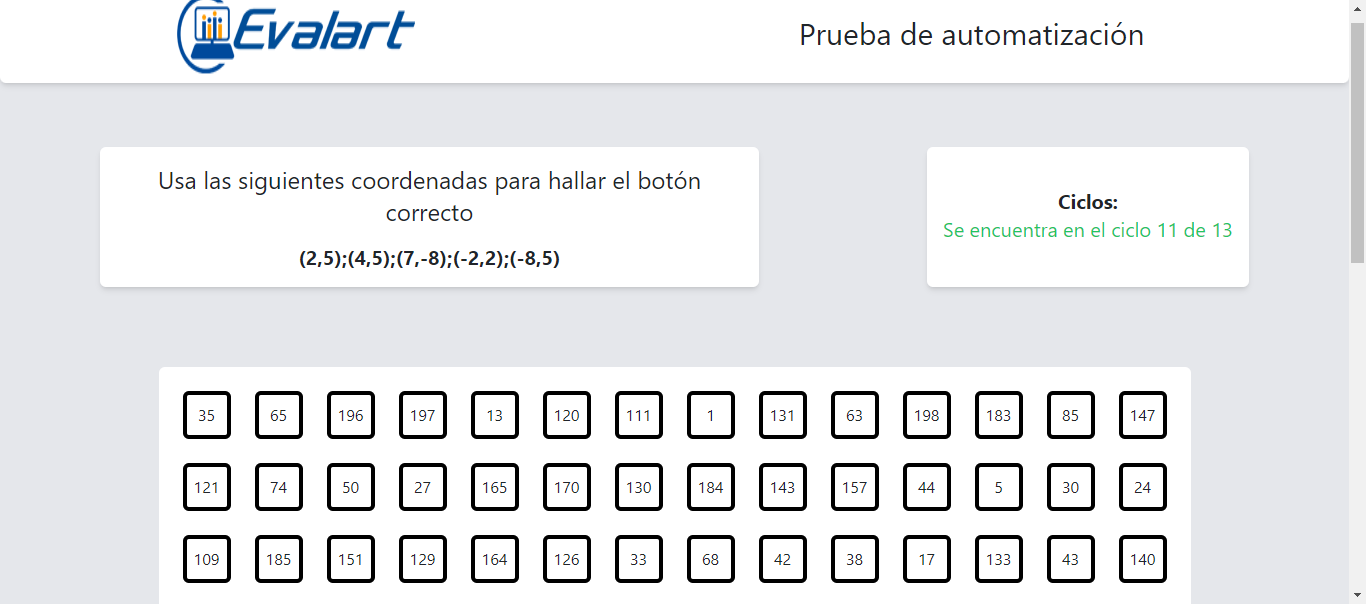 Evalart
Prueba de automatización
Usa las siguientes coordenadas para hallar el botón
correcto
(2,5);(4,5);(7,-8);(-2,2);(-8,5)
Ciclos:
Se encuentra en el ciclo 11 de 13
35 65 196 197 13 120 111 1 131 63 198 183 85 147
121 74 50 27 165 170 130 184 143 157 44 5 30 24
109 185 151 129 164 126 33 68 42 38 17 133 43 140